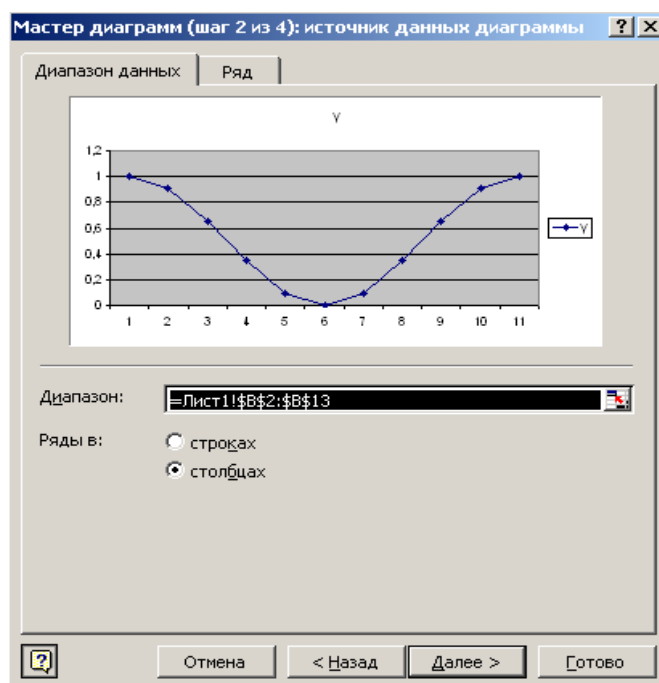 Мастер диаграмм (шаг 2 из 4): источник данных диаграммы
Диапазон данных Ряд
Y
1,2
1
0,8
0,6
0,4
0,2
0
Y
1 2 3 4 5 6 7 8 9 10 11
Диапазон: =Лист1!$B$2:$B$13
Ряды в: строках
столбцах
Отмена < Назад Далее > Готово